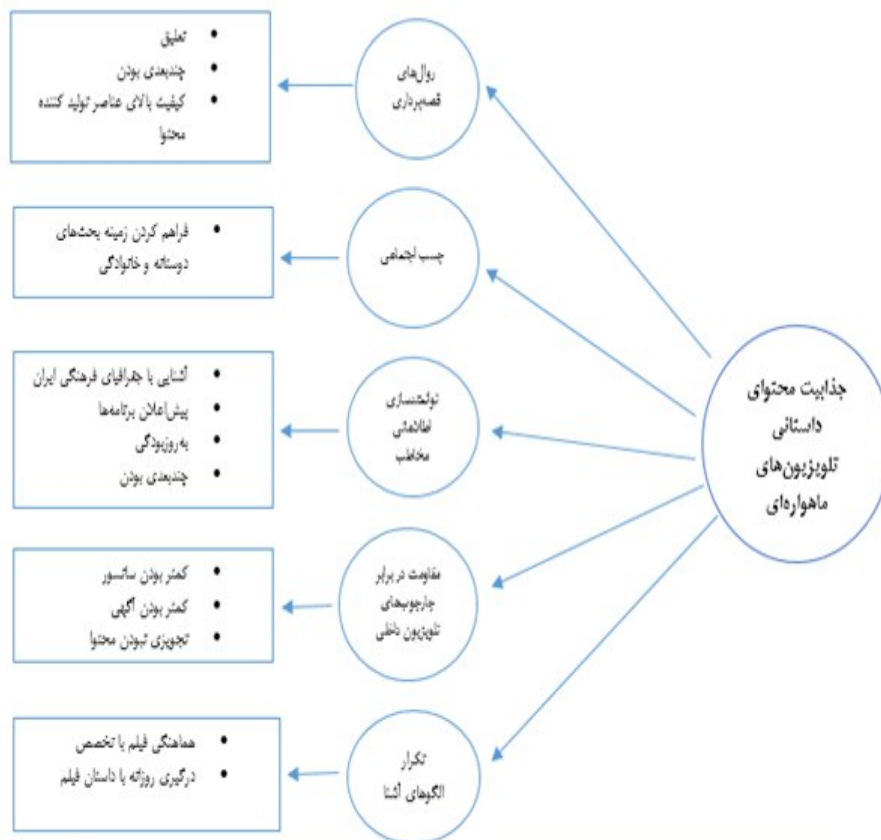 جذابیت محتوای
داستانی
تلویزیون‌های
ماهواره‌ای
روال‌های
قصه‌پردازی
تعلیق
چندبعدی بودن
کیفیت بالای عناصر تولید کننده
محتوا
چسب اجتماعی
فراهم کردن زمینه بحث‌های
دوستانه و خانوادگی
توانمندسازی
اطلاعاتی
مخاطب
آشنایی با جغرافیای فرهنگی ایران
پیش‌اعلان برنامه‌ها
به‌روزبودگی
چندبعدی بودن
مقاومت در برابر
چارچوب‌های
تلویزیون داخلی
کمتر بودن سانسور
کمتر بودن آگهی
تجویزی نبودن محتوا
تکرار
الگوهای آشنا
هماهنگی فیلم با تخصص
درگیری روزانه با داستان فیلم